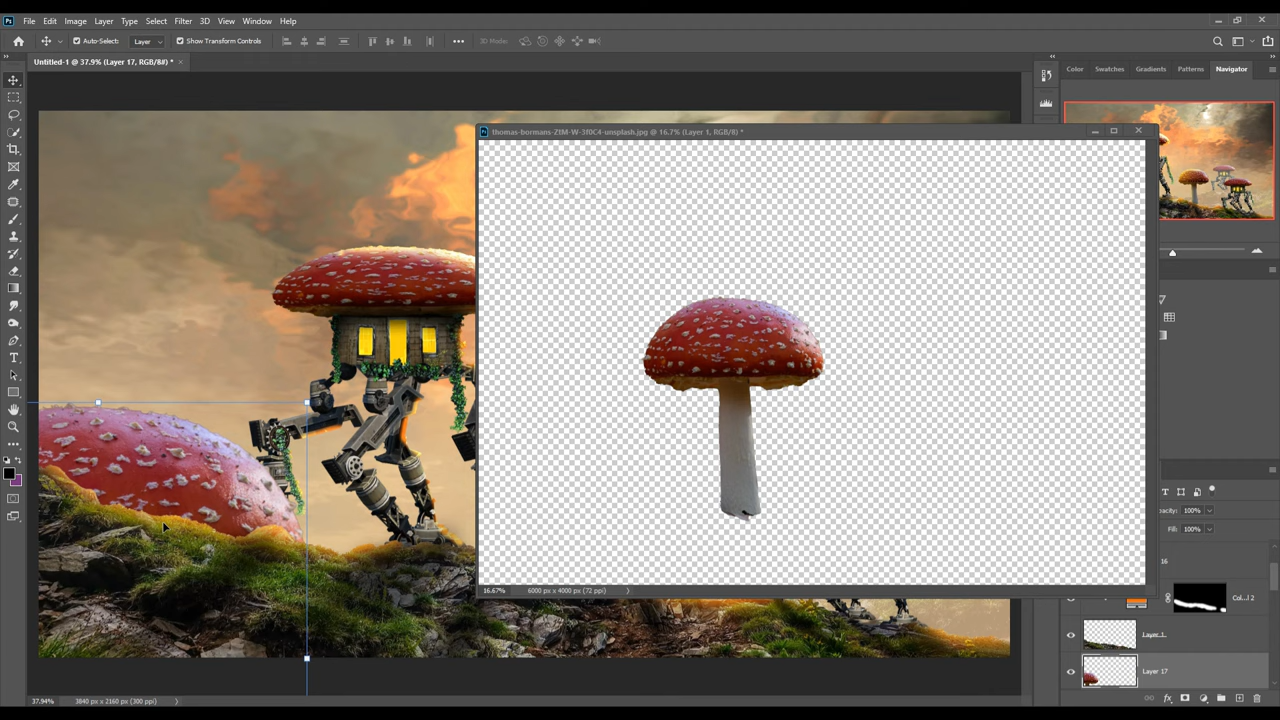 Ps File Edit Image Layer Type Select Filter 3D View Window Help
Auto-Select: Layer Show Transform Controls 3D Mode:
Untitled-1 @ 37.9% (Layer 17, RGB/8#) *
Color Swatches Gradients Patterns Navigator
thomas-bormans-ZtM-W-3f0C4-unsplash.jpg @ 16.7% (Layer 1, RGB/8) *
pacity: 100%
Fill: 100%
16
Col...l 2
16.67% 6000 px x 4000 px (72 ppi)
Layer 1
Layer 17
37.94% 3840 px x 2160 px (300 ppi)
fx